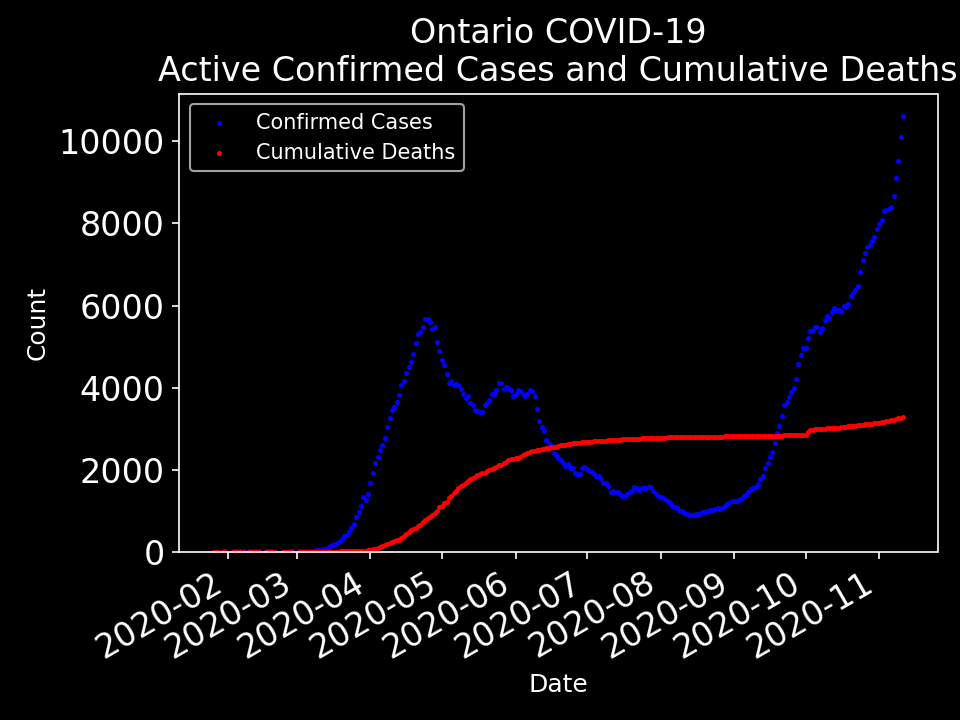 Ontario COVID-19
Active Confirmed Cases and Cumulative Deaths
Confirmed Cases
Cumulative Deaths
10000
8000
6000
4000
2000
0
Count
2020-02
2020-03
2020-04
2020-05
2020-06
2020-07
2020-08
2020-09
2020-10
2020-11
Date